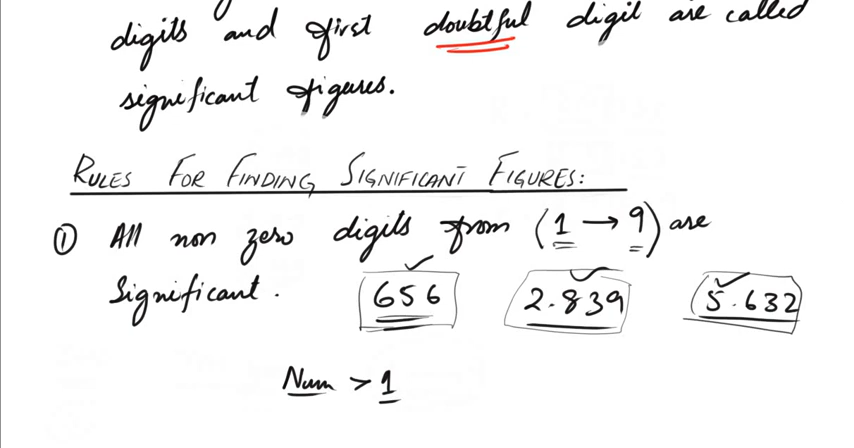 digits and first doubtful digit are called
significant figures.
RULES FOR FINDING SIGNIFICANT FIGURES:
① All non zero digits from (1 → 9) are
Significant. 656 2.839 5.632
Num > 1